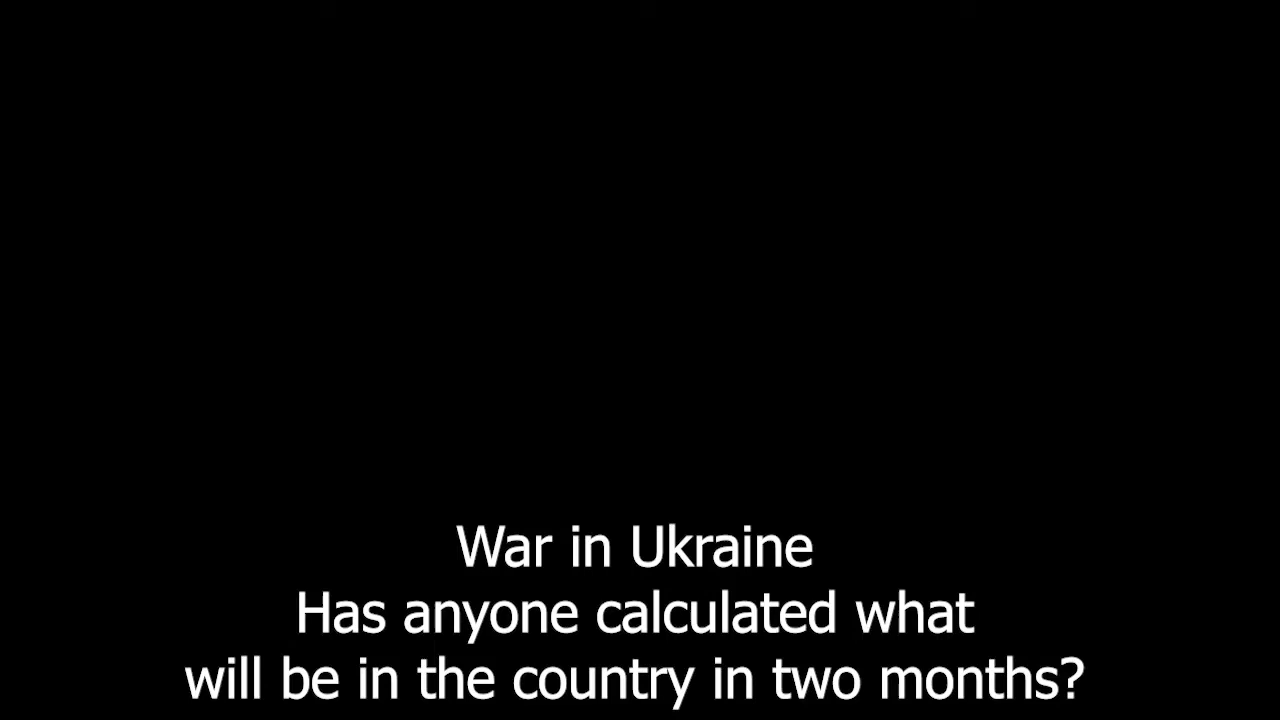 War in Ukraine
Has anyone calculated what
will be in the country in two months?